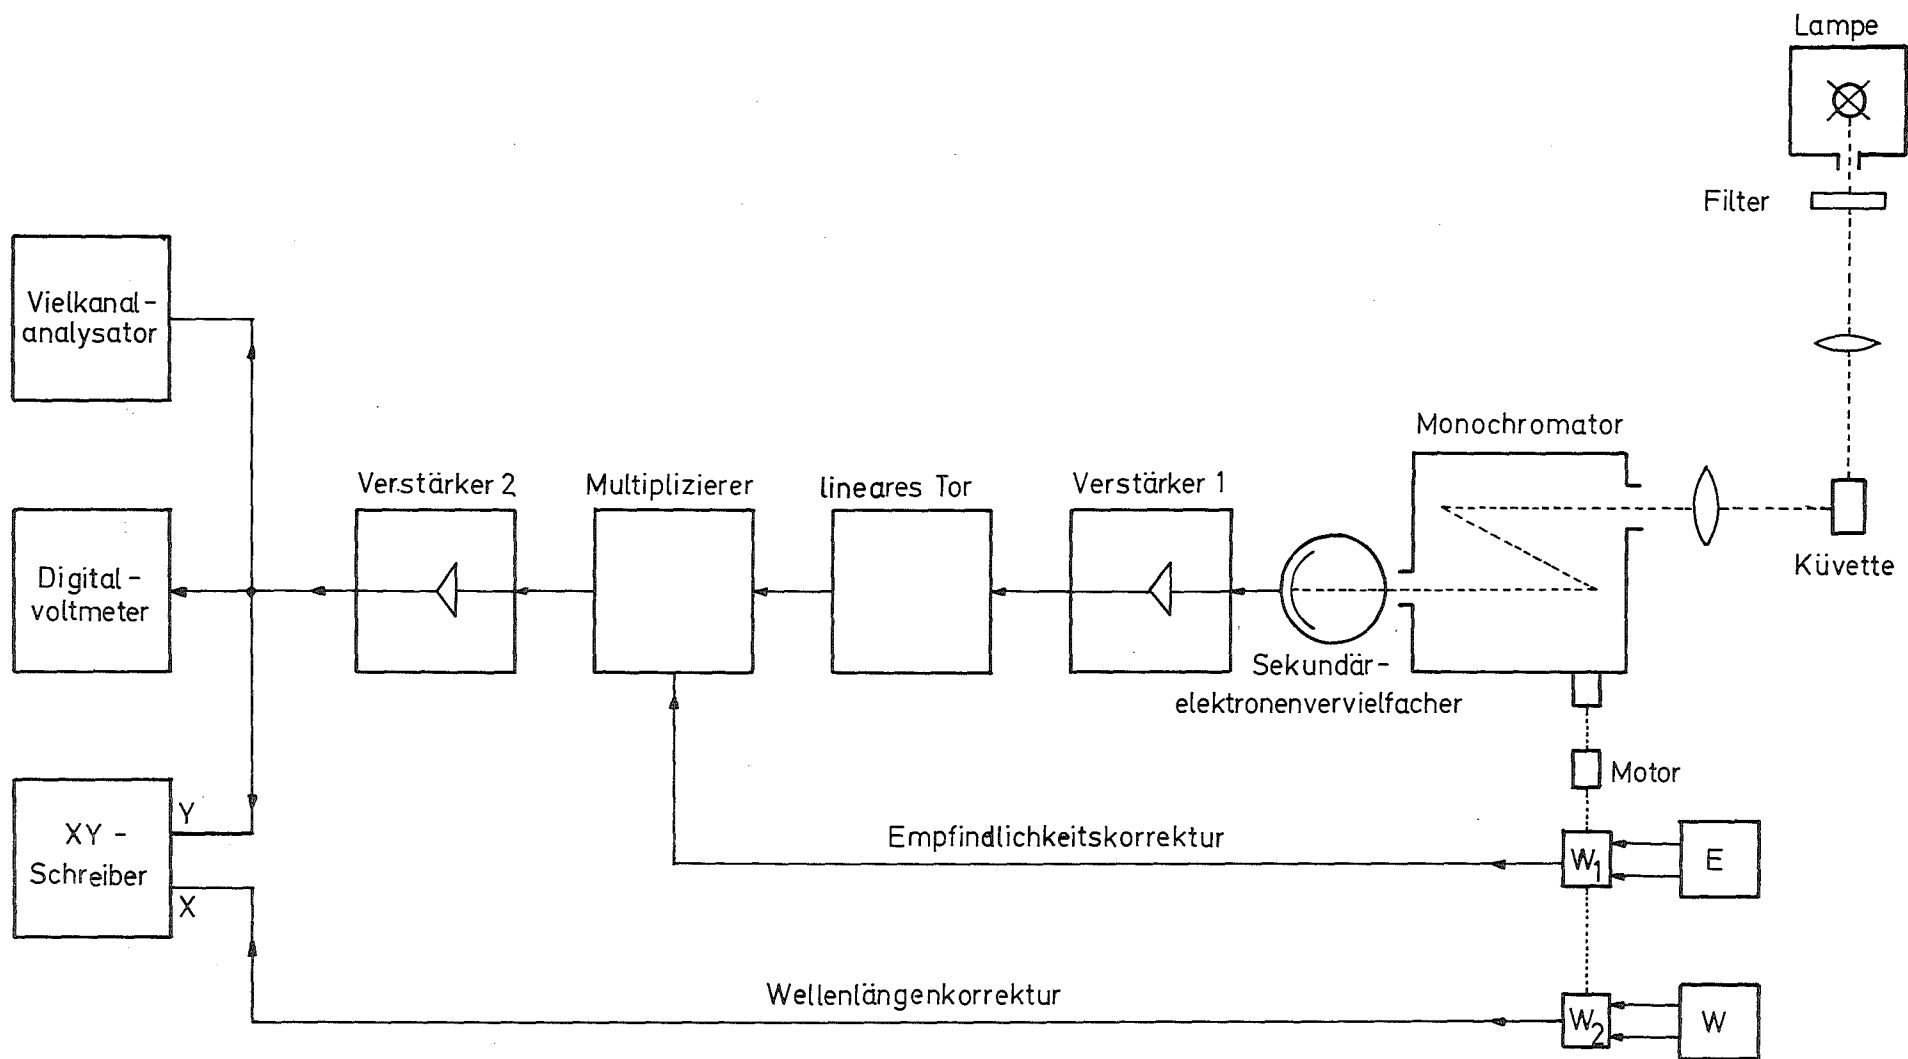 Lampe
Filter
Vielkanal-
analysator
Monochromator
Verstärker 2
Multiplizierer
lineares Tor
Verstärker 1
Küvette
Digital-
voltmeter
Sekundär-
elektronenvervielfacher
Motor
Y
XY -
Schreiber
X
Empfindlichkeitskorrektur
W1
E
Wellenlängenkorrektur
W2
W